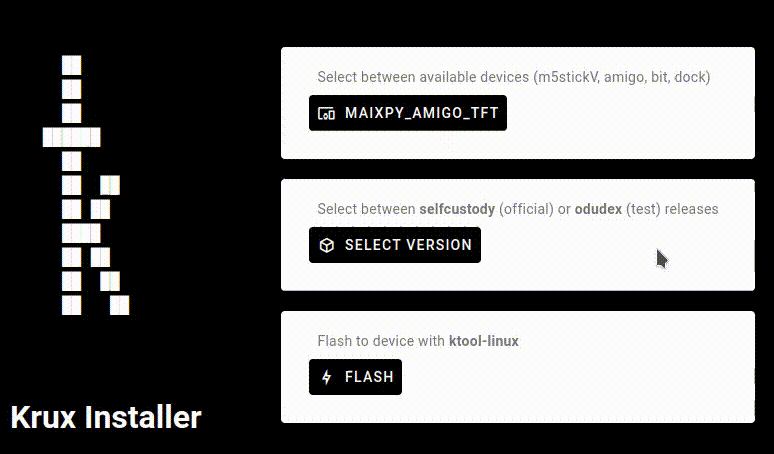 Krux Installer
Select between available devices (m5stickV, amigo, bit, dock)
MAIXPY_AMIGO_TFT
Select between selfcustody (official) or odudex (test) releases
SELECT VERSION
Flash to device with ktool-linux
FLASH